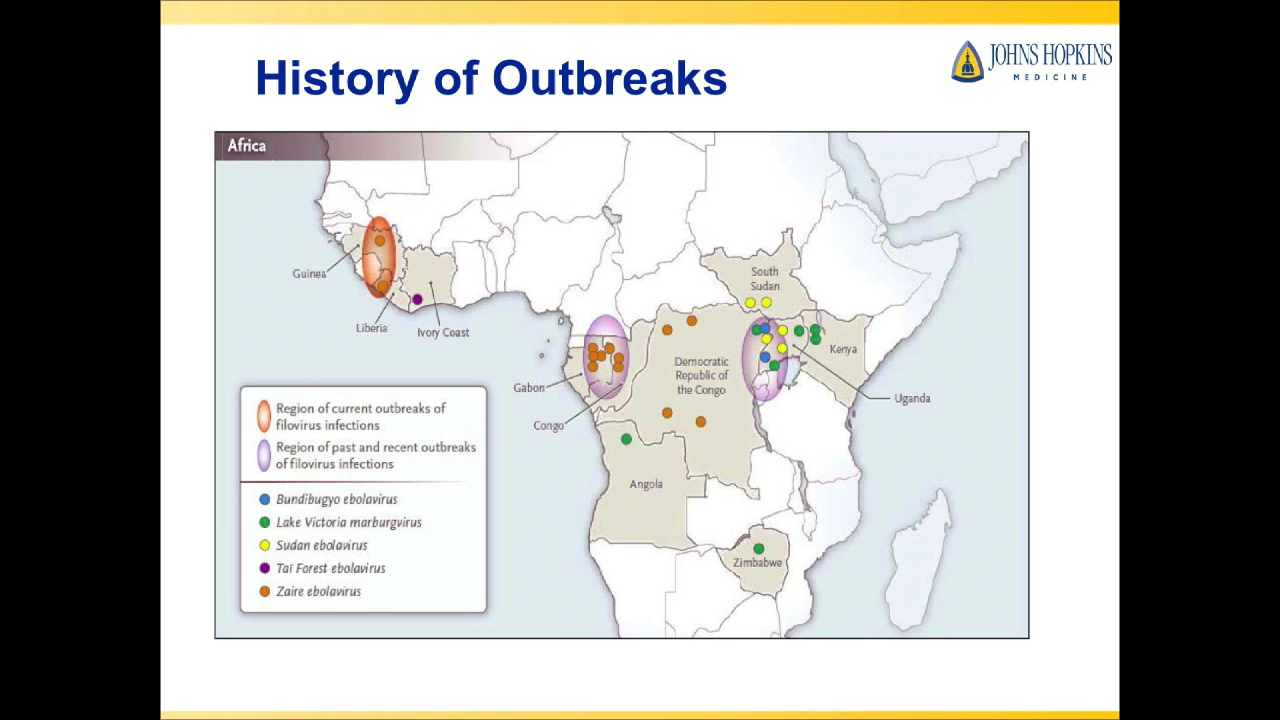 History of Outbreaks
JOHNS HOPKINS
MEDICINE
Africa
Guinea
Liberia
Ivory Coast
South
Sudan
Democratic
Republic of
the Congo
Kenya
Gabon
Congo
Uganda
Angola
Zimbabwe
Region of current outbreaks of
filovirus infections
Region of past and recent outbreaks
of filovirus infections
Bundibugyo ebolavirus
Lake Victoria marburgvirus
Sudan ebolavirus
Taï Forest ebolavirus
Zaire ebolavirus